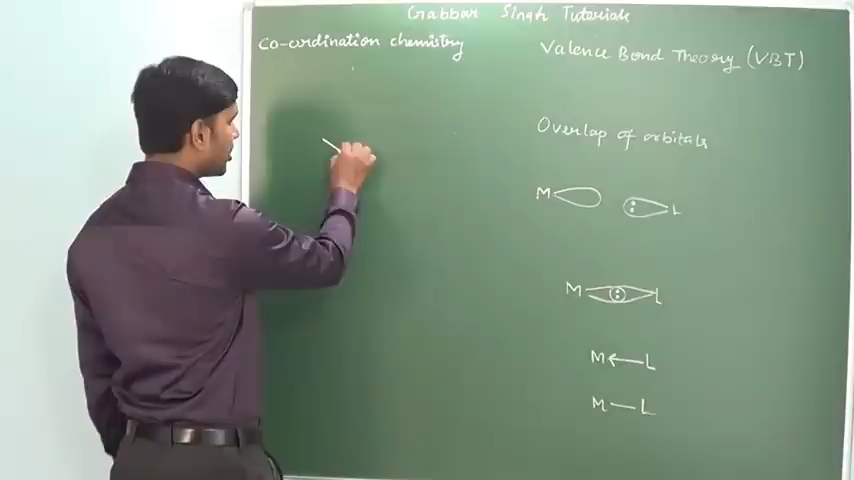 Gabbar Singh Tutorials
Co-ordination chemistry
Valence Bond Theory (VBT)
Overlap of orbitals
M L
M L
M ← L
M — L